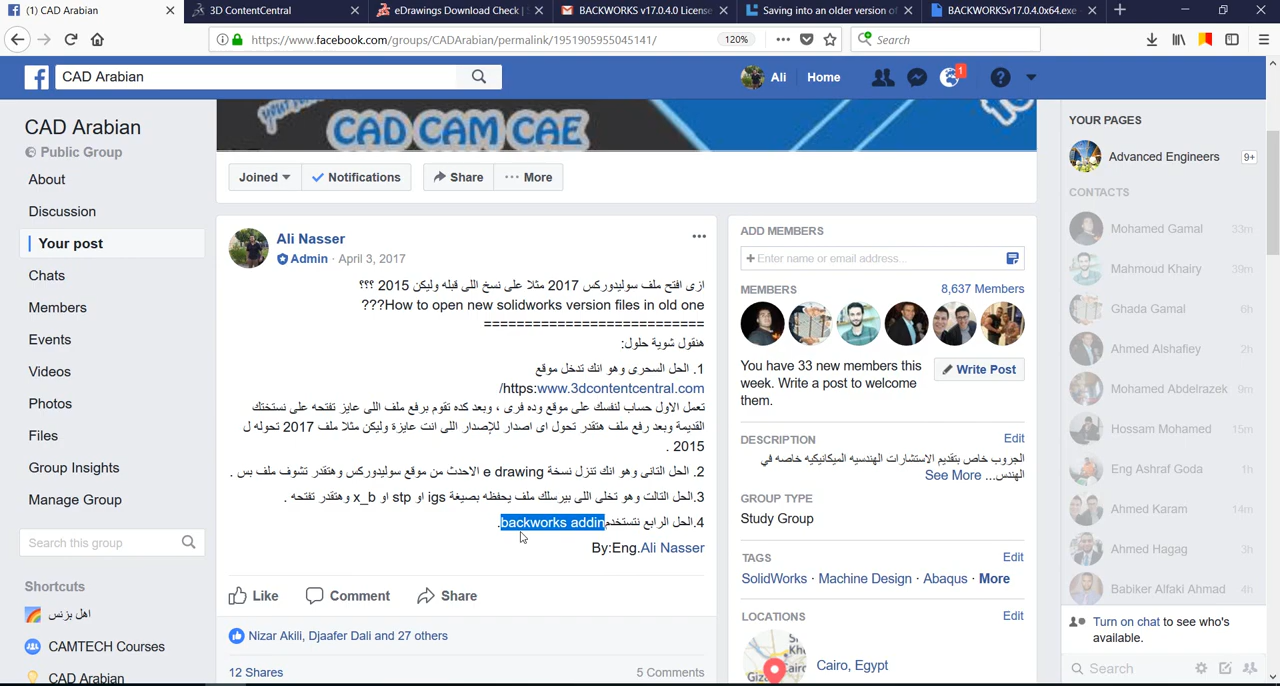 (1) CAD Arabian
3D ContentCentral
eDrawings Download Check |
BACKWORKS v17.0.4.0 License
Saving into an older version of
BACKWORKSv17.0.4.0x64.exe
https://www.facebook.com/groups/CADArabian/permalink/1951905955045141/
120%
Search
CAD Arabian
Ali
Home
1
CAD CAM CAE
CAD Arabian
Public Group
About
Discussion
Your post
Chats
Members
Events
Videos
Photos
Files
Group Insights
Manage Group
Search this group
Shortcuts
اهل بزنس
CAMTECH Courses
CAD Arabian
Joined
Notifications
Share
More
Ali Nasser
Admin · April 3, 2017
ازى افتح ملف سوليدوركس 2017 مثلا على نسخ اللى قبله وليكن 2015 ؟؟؟
???How to open new solidworks version files in old one
===========================
هنقول شوية حلول:
1. الحل السحرى وهو انك تدخل موقع
/https:www.3dcontentcentral.com
تعمل الاول حساب لنفسك على موقع وده فرى ، وبعد كده تقوم برفع ملف اللى عايز تفتحه على نسختك
القديمة وبعد رفع ملف هتقدر تحول اى اصدار للإصدار اللى انت عايزة وليكن مثلا ملف 2017 تحوله ل
2015 .
2. الحل التانى وهو انك تنزل نسخة e drawing الاحدث من موقع سوليدوركس وهتقدر تشوف ملف بس .
3.الحل التالت وهو تخلى اللى بيرسلك ملف يحفظه بصيغة igs او stp او x_b وهتقدر تفتحه .
4.الحل الرابع نتستخدمbackworks addin.
By:Eng.Ali Nasser
Like
Comment
Share
Nizar Akili, Djaafer Dali and 27 others
12 Shares
5 Comments
ADD MEMBERS
Enter name or email address...
MEMBERS
8,637 Members
You have 33 new members this
week. Write a post to welcome
them.
Write Post
DESCRIPTION
Edit
الجروب خاص بتقديم الاستشارات الهندسيه الميكانيكيه خاصه في
الهندس... See More
GROUP TYPE
Study Group
TAGS
Edit
SolidWorks · Machine Design · Abaqus · More
LOCATIONS
Edit
Cairo, Egypt
YOUR PAGES
Advanced Engineers
9+
CONTACTS
Mohamed Gamal
33m
Mahmoud Khairy
39m
Ghada Gamal
6h
Ahmed Alshafiey
2h
Mohamed Abdelrazek
9m
Hossam Mohamed
15m
Eng Ashraf Goda
1h
Ahmed Karam
14m
Ahmed Hagag
3h
Babiker Alfaki Ahmad
4h
Turn on chat to see who's
available.
Search